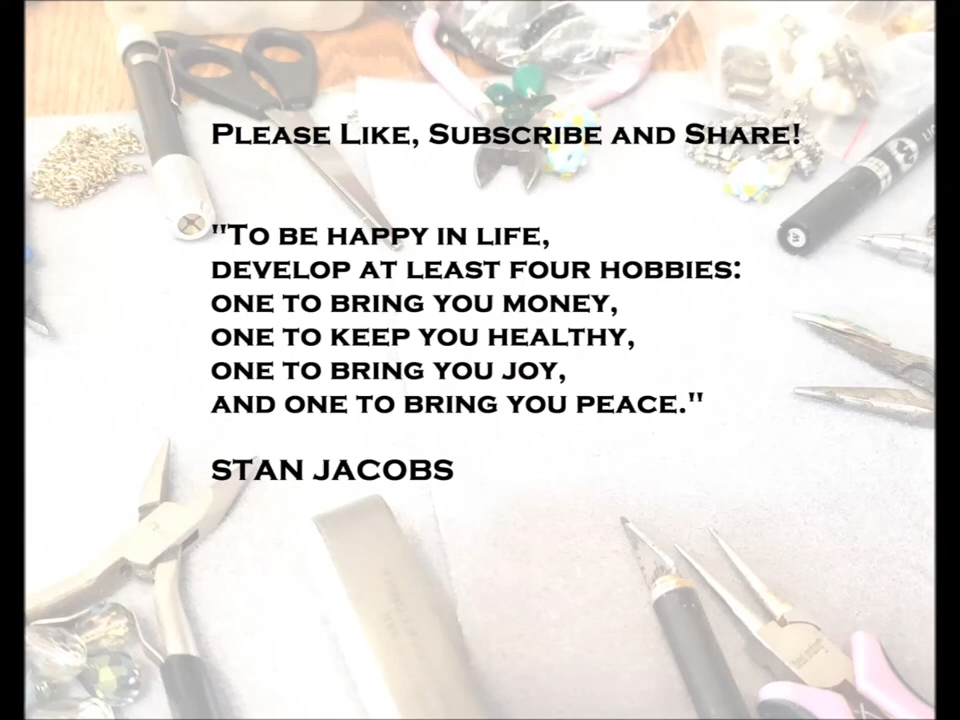 Please Like, Subscribe and Share!
"To be happy in life,
develop at least four hobbies:
one to bring you money,
one to keep you healthy,
one to bring you joy,
and one to bring you peace."
STAN JACOBS